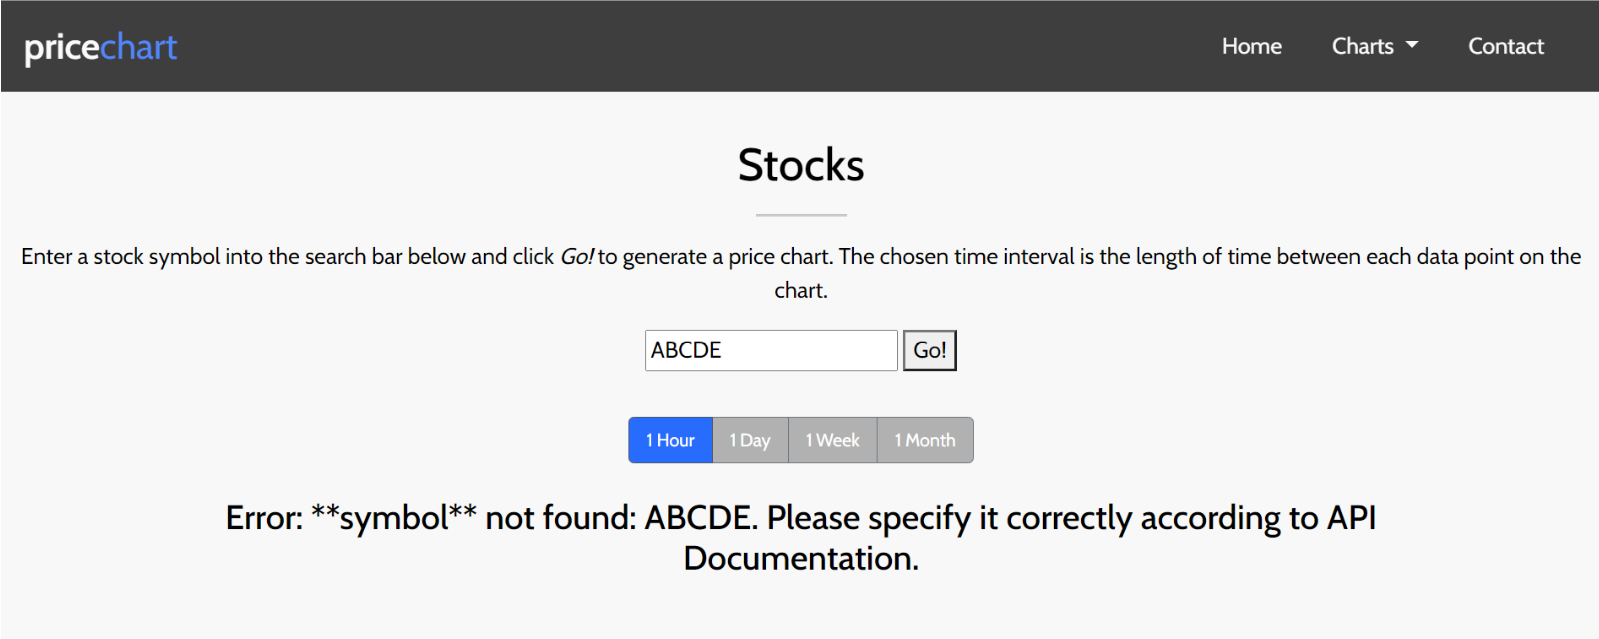 pricechart
Home Charts Contact
Stocks
Enter a stock symbol into the search bar below and click Go! to generate a price chart. The chosen time interval is the length of time between each data point on the
chart.
ABCDE Go!
1 Hour 1 Day 1 Week 1 Month
Error: **symbol** not found: ABCDE. Please specify it correctly according to API
Documentation.